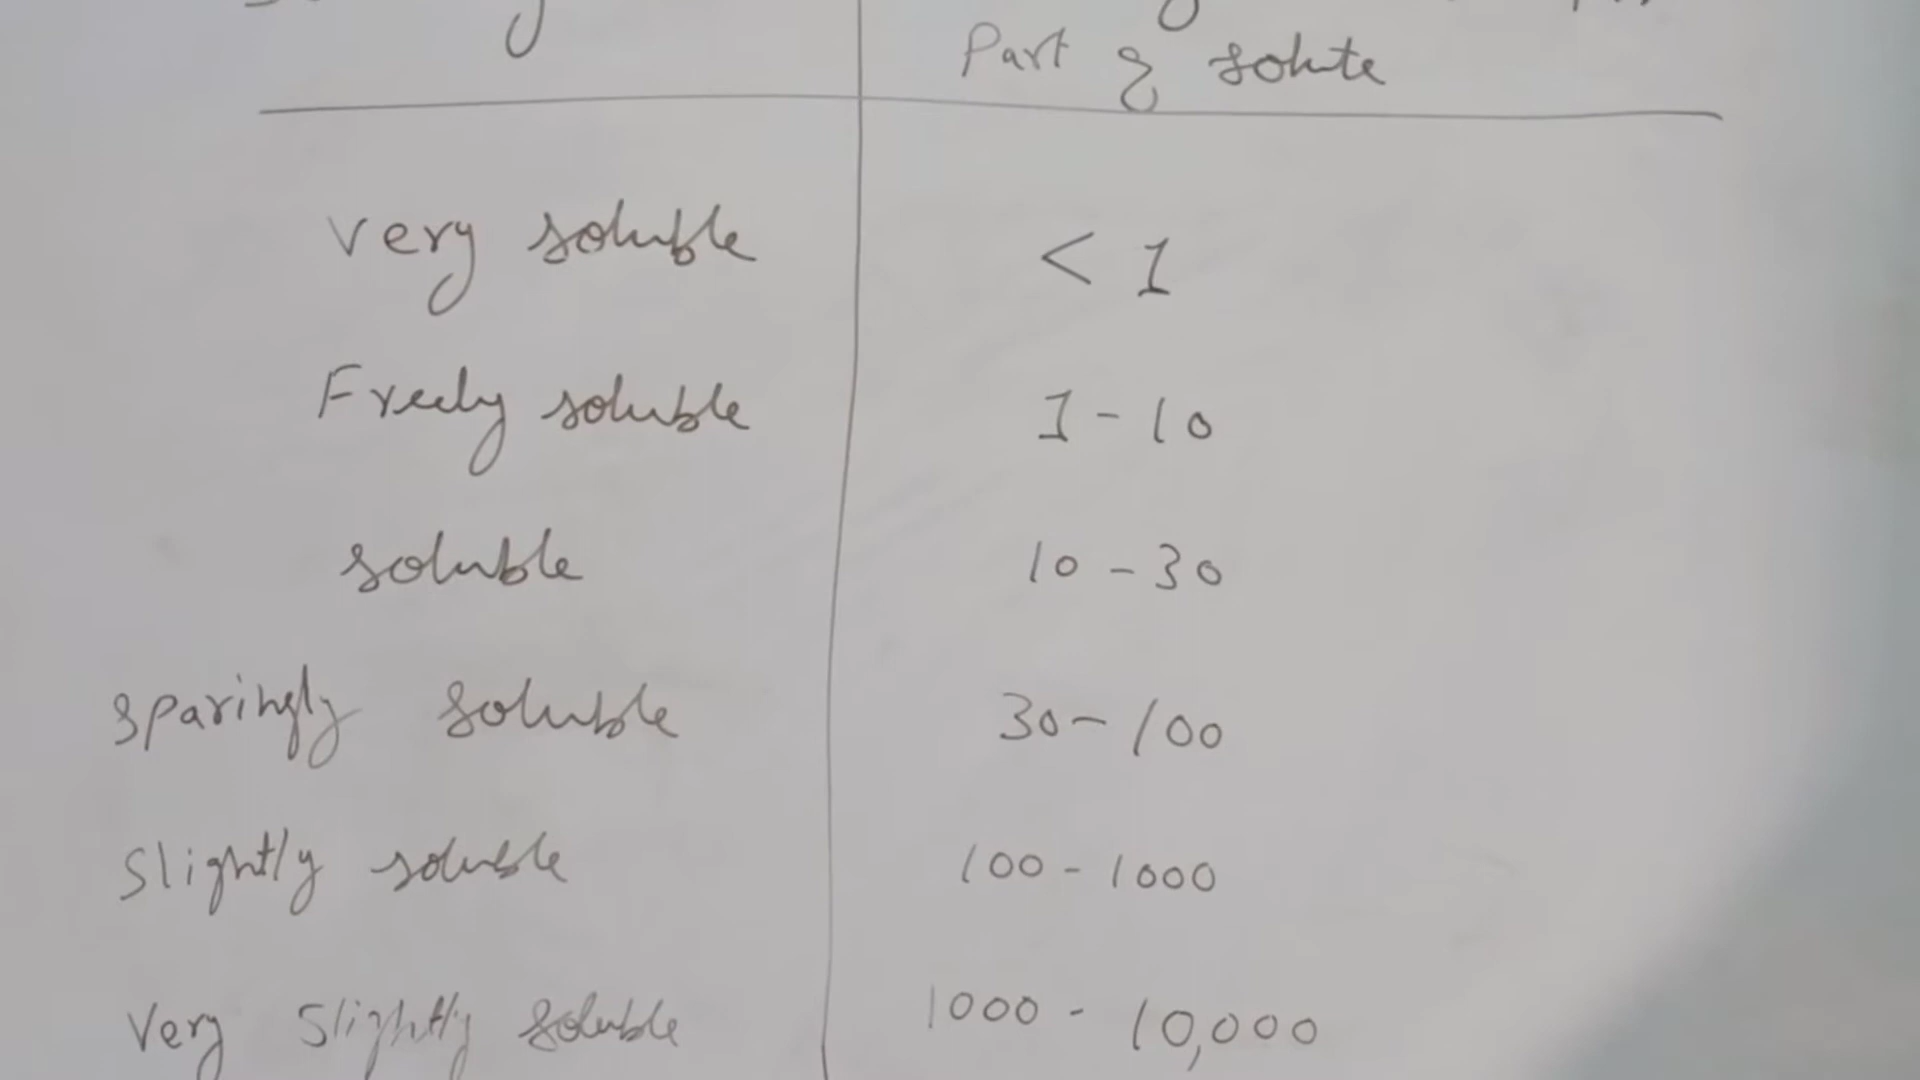 Part of solute
very soluble < 1
Freely soluble 1-10
soluble 10-30
sparingly soluble 30-100
Slightly soluble 100-1000
Very Slightly soluble 1000-10,000